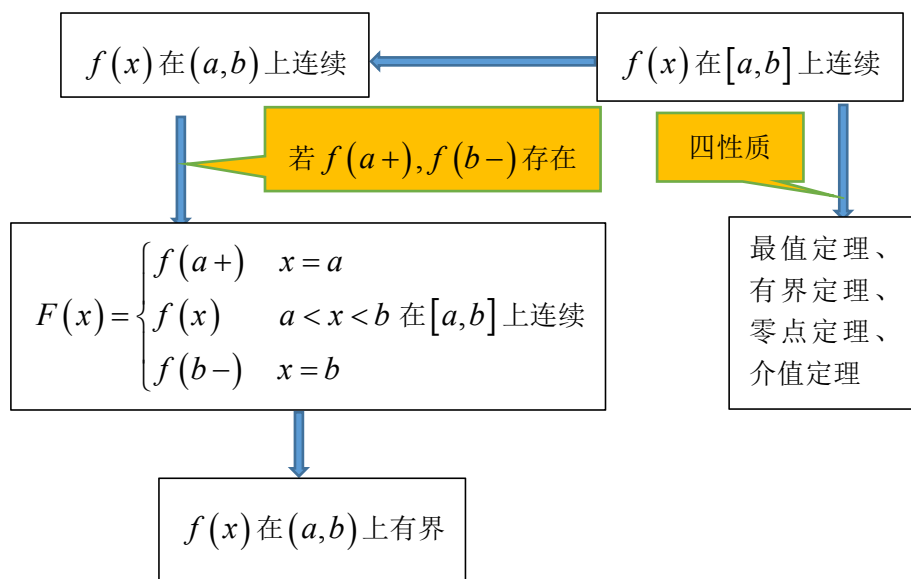 f(x)在(a,b)上连续
f(x)在[a,b]上连续
若f(a+),f(b−)存在
四性质
F(x)={f(a+) x=a
f(x) a<x<b 在[a,b]上连续
f(b−) x=b
最值定理、
有界定理、
零点定理、
介值定理
f(x)在(a,b)上有界